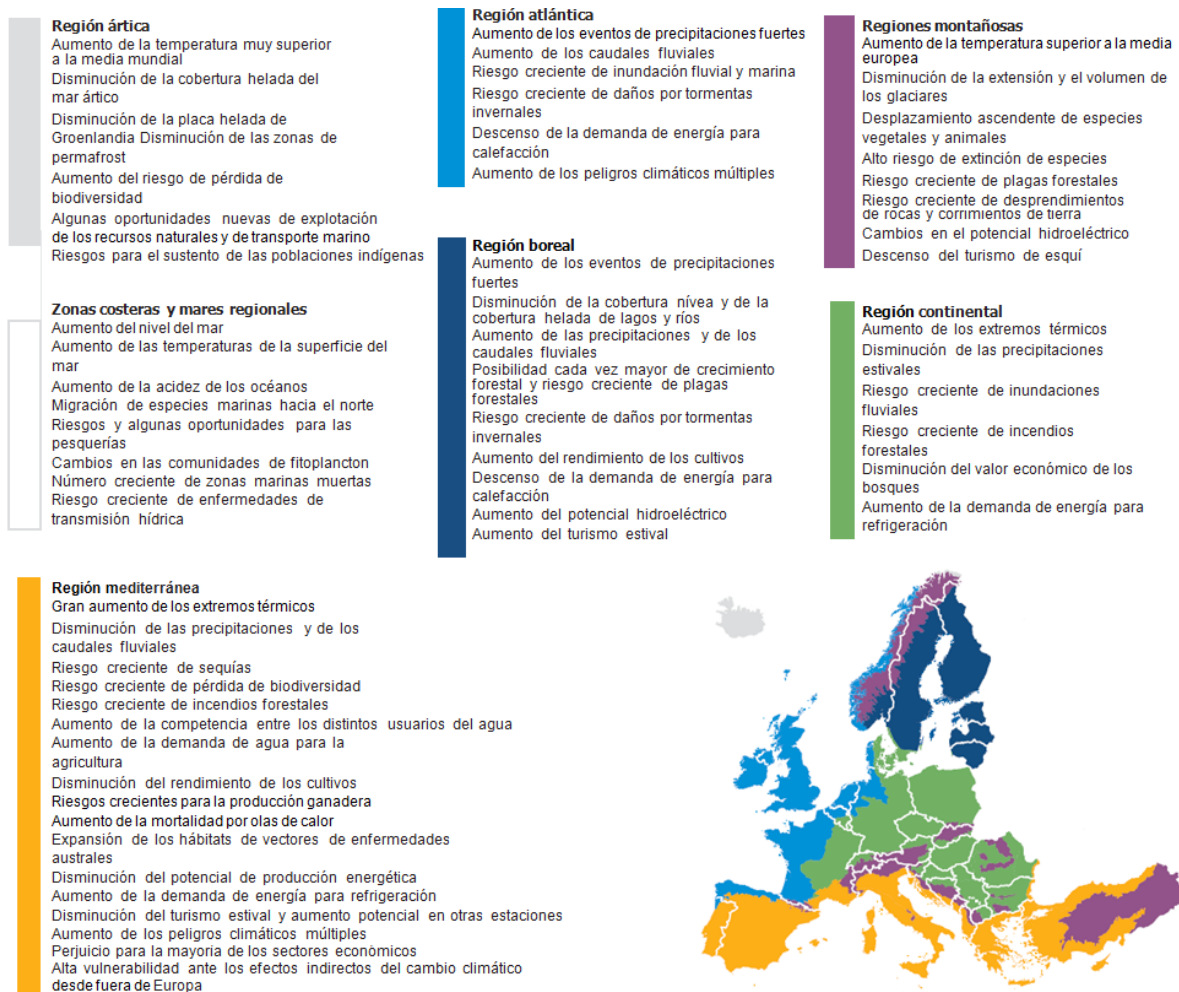 Región ártica
Aumento de la temperatura muy superior
a la media mundial
Disminución de la cobertura helada del
mar ártico
Disminución de la placa helada de
Groenlandia Disminución de las zonas de
permafrost
Aumento del riesgo de pérdida de
biodiversidad
Algunas oportunidades nuevas de explotación
de los recursos naturales y de transporte marino
Riesgos para el sustento de las poblaciones indígenas
Zonas costeras y mares regionales
Aumento del nivel del mar
Aumento de las temperaturas de la superficie del
mar
Aumento de la acidez de los océanos
Migración de especies marinas hacia el norte
Riesgos y algunas oportunidades para las
pesquerías
Cambios en las comunidades de fitoplancton
Número creciente de zonas marinas muertas
Riesgo creciente de enfermedades de
transmisión hídrica
Región atlántica
Aumento de los eventos de precipitaciones fuertes
Aumento de los caudales fluviales
Riesgo creciente de inundación fluvial y marina
Riesgo creciente de daños por tormentas
invernales
Descenso de la demanda de energía para
calefacción
Aumento de los peligros climáticos múltiples
Región boreal
Aumento de los eventos de precipitaciones
fuertes
Disminución de la cobertura nívea y de la
cobertura helada de lagos y ríos
Aumento de las precipitaciones y de los
caudales fluviales
Posibilidad cada vez mayor de crecimiento
forestal y riesgo creciente de plagas
forestales
Riesgo creciente de daños por tormentas
invernales
Aumento del rendimiento de los cultivos
Descenso de la demanda de energía para
calefacción
Aumento del potencial hidroeléctrico
Aumento del turismo estival
Regiones montañosas
Aumento de la temperatura superior a la media
europea
Disminución de la extensión y el volumen de
los glaciares
Desplazamiento ascendente de especies
vegetales y animales
Alto riesgo de extinción de especies
Riesgo creciente de plagas forestales
Riesgo creciente de desprendimientos
de rocas y corrimientos de tierra
Cambios en el potencial hidroeléctrico
Descenso del turismo de esquí
Región continental
Aumento de los extremos térmicos
Disminución de las precipitaciones
estivales
Riesgo creciente de inundaciones
fluviales
Riesgo creciente de incendios
forestales
Disminución del valor económico de los
bosques
Aumento de la demanda de energía para
refrigeración
Región mediterránea
Gran aumento de los extremos térmicos
Disminución de las precipitaciones y de los
caudales fluviales
Riesgo creciente de sequías
Riesgo creciente de pérdida de biodiversidad
Riesgo creciente de incendios forestales
Aumento de la competencia entre los distintos usuarios del agua
Aumento de la demanda de agua para la
agricultura
Disminución del rendimiento de los cultivos
Riesgos crecientes para la producción ganadera
Aumento de la mortalidad por olas de calor
Expansión de los hábitats de vectores de enfermedades
australes
Disminución del potencial de producción energética
Aumento de la demanda de energía para refrigeración
Disminución del turismo estival y aumento potencial en otras estaciones
Aumento de los peligros climáticos múltiples
Perjuicio para la mayoria de los sectores econòmicos
Alta vulnerabilidad ante los efectos indirectos del cambio climático
desde fuera de Europa